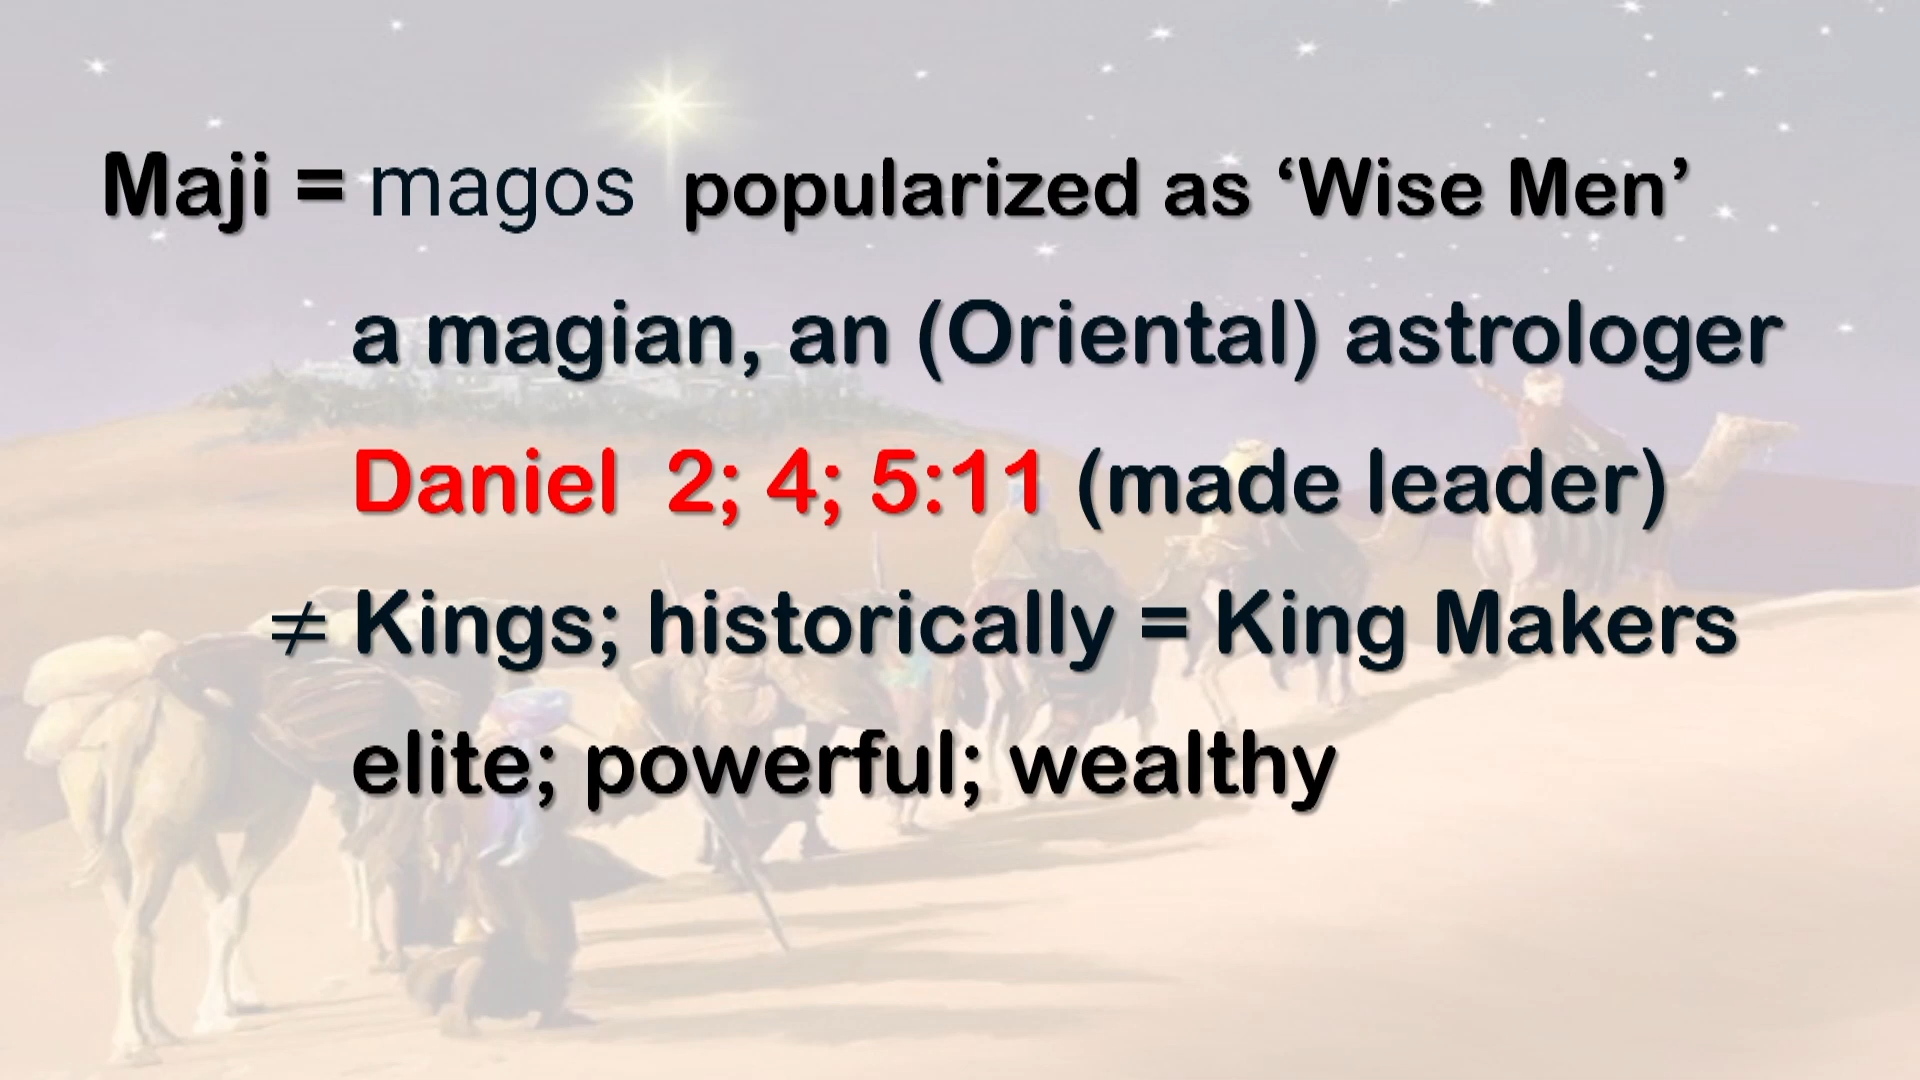 Maji = magos popularized as ‘Wise Men’
a magian, an (Oriental) astrologer
Daniel 2; 4; 5:11 (made leader)
≠ Kings; historically = King Makers
elite; powerful; wealthy